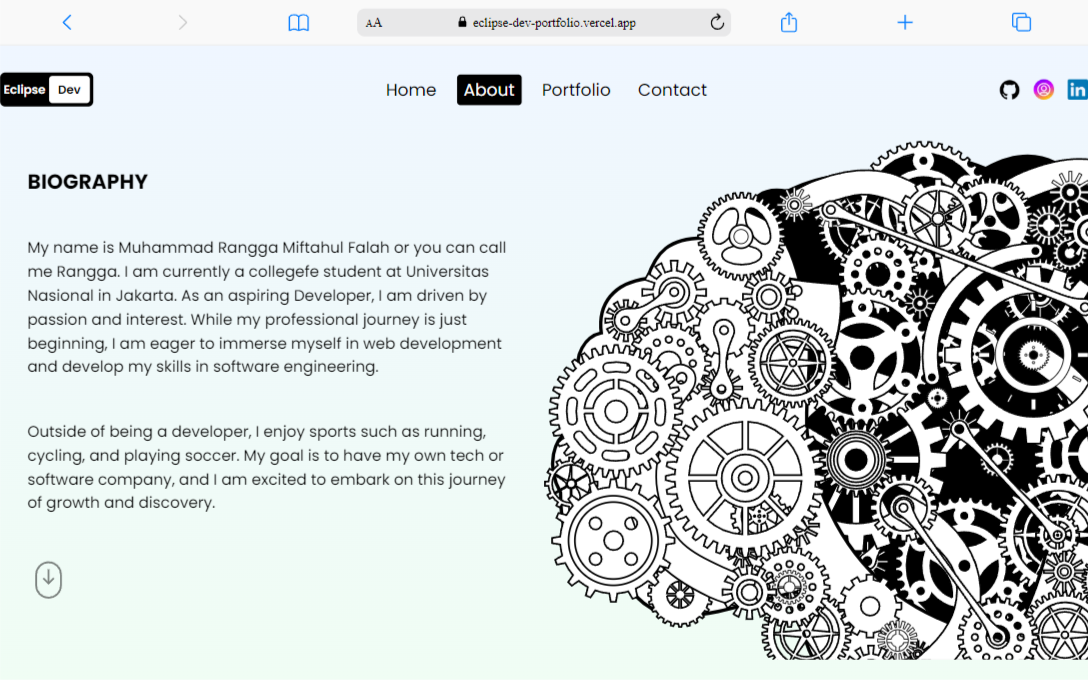 AA eclipse-dev-portfolio.vercel.app
Eclipse Dev Home About Portfolio Contact in
BIOGRAPHY
My name is Muhammad Rangga Miftahul Falah or you can call
me Rangga. I am currently a collegefe student at Universitas
Nasional in Jakarta. As an aspiring Developer, I am driven by
passion and interest. While my professional journey is just
beginning, I am eager to immerse myself in web development
and develop my skills in software engineering.
Outside of being a developer, I enjoy sports such as running,
cycling, and playing soccer. My goal is to have my own tech or
software company, and I am excited to embark on this journey
of growth and discovery.